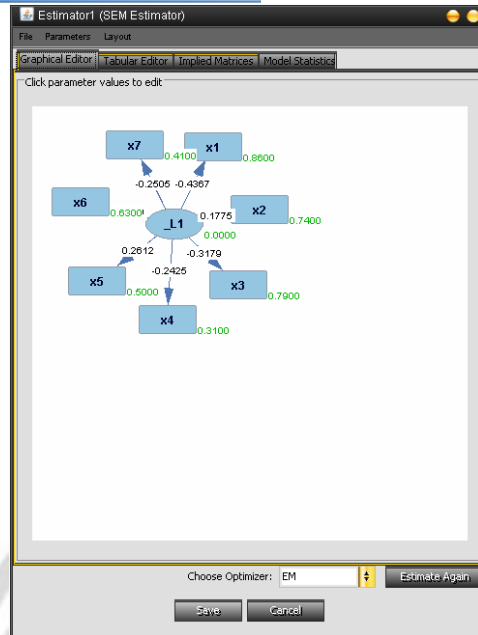 Estimator1 (SEM Estimator)
File Parameters Layout
Graphical Editor Tabular Editor Implied Matrices Model Statistics
Click parameter values to edit
x7 x1
0.4100 0.8600
-0.2505 -0.4367
x6 x2
0.6300 0.1775 0.7400
_L1
0.0000
0.2612 -0.3179
-0.2425
x5 x3
0.5000 0.7900
x4
0.3100
Choose Optimizer: EM Estimate Again
Save Cancel